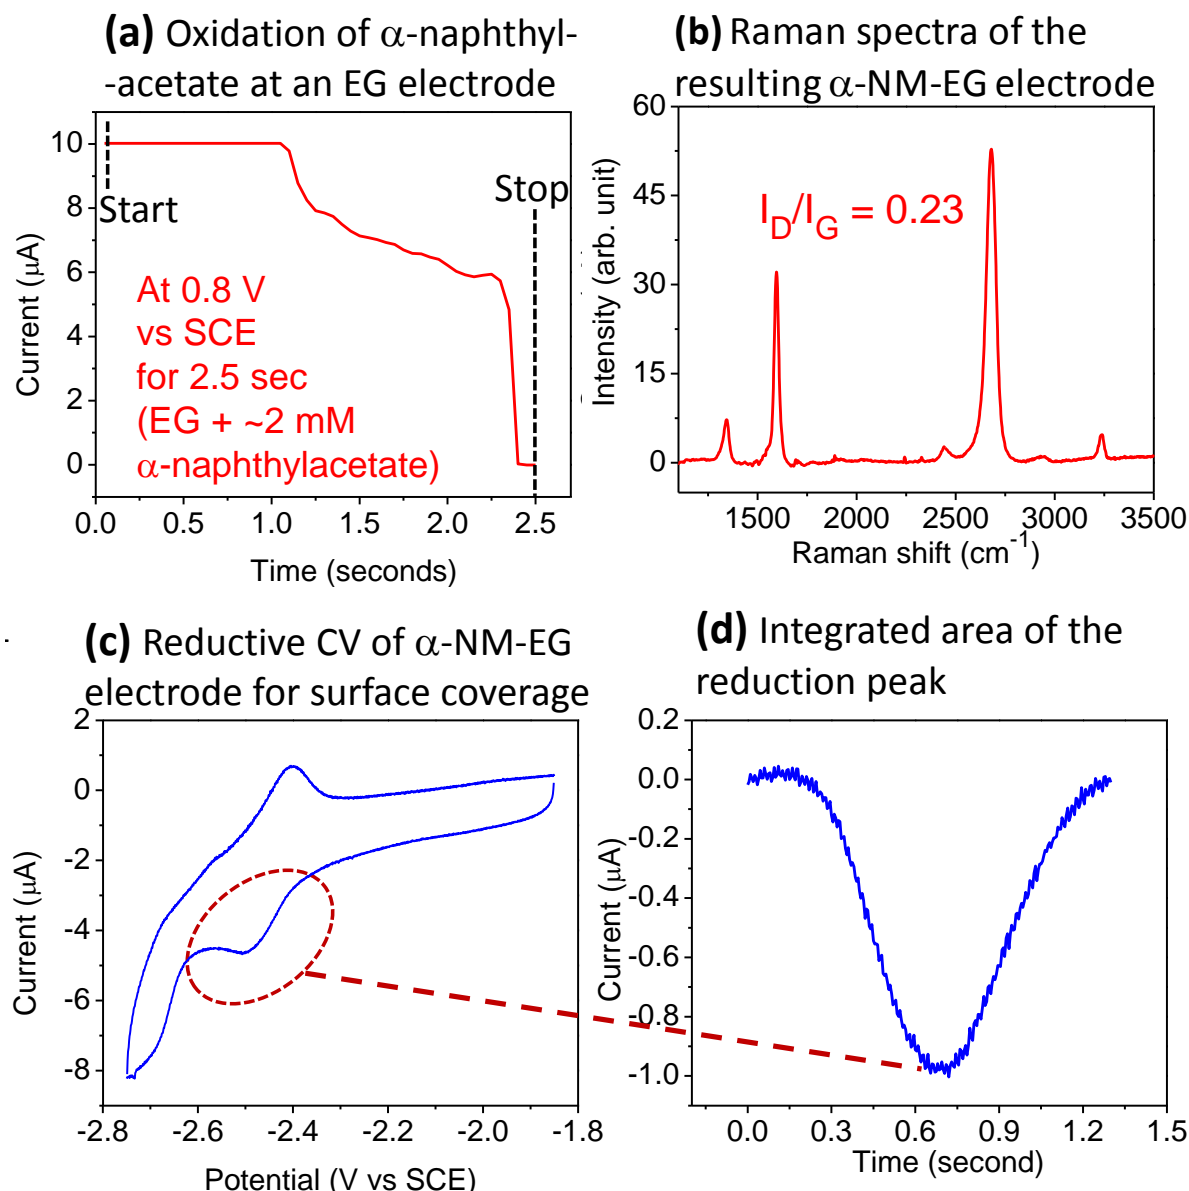 (a) Oxidation of α-naphthyl-
-acetate at an EG electrode
10
8
6
4
2
0
Current (μA)
Start
Stop
At 0.8 V
vs SCE
for 2.5 sec
(EG + ~2 mM
α-naphthylacetate)
0.0 0.5 1.0 1.5 2.0 2.5
Time (seconds)
(b) Raman spectra of the
resulting α-NM-EG electrode
60
45
30
15
0
Intensity (arb. unit)
I_D/I_G = 0.23
1500 2000 2500 3000 3500
Raman shift (cm⁻¹)
(c) Reductive CV of α-NM-EG
electrode for surface coverage
2
0
-2
-4
-6
-8
Current (μA)
-2.8 -2.6 -2.4 -2.2 -2.0 -1.8
Potential (V vs SCE)
(d) Integrated area of the
reduction peak
0.2
0.0
-0.2
-0.4
-0.6
-0.8
-1.0
Current (μA)
0.0 0.3 0.6 0.9 1.2 1.5
Time (second)